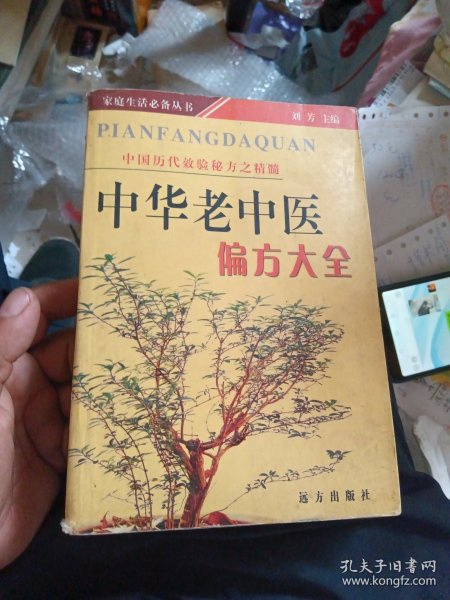 家庭生活必备丛书
刘芳 主编
PIANFANGDAQUAN
中国历代效验秘方之精髓
中华老中医
偏方大全
远方出版社
孔夫子旧书网
www.kongfz.com